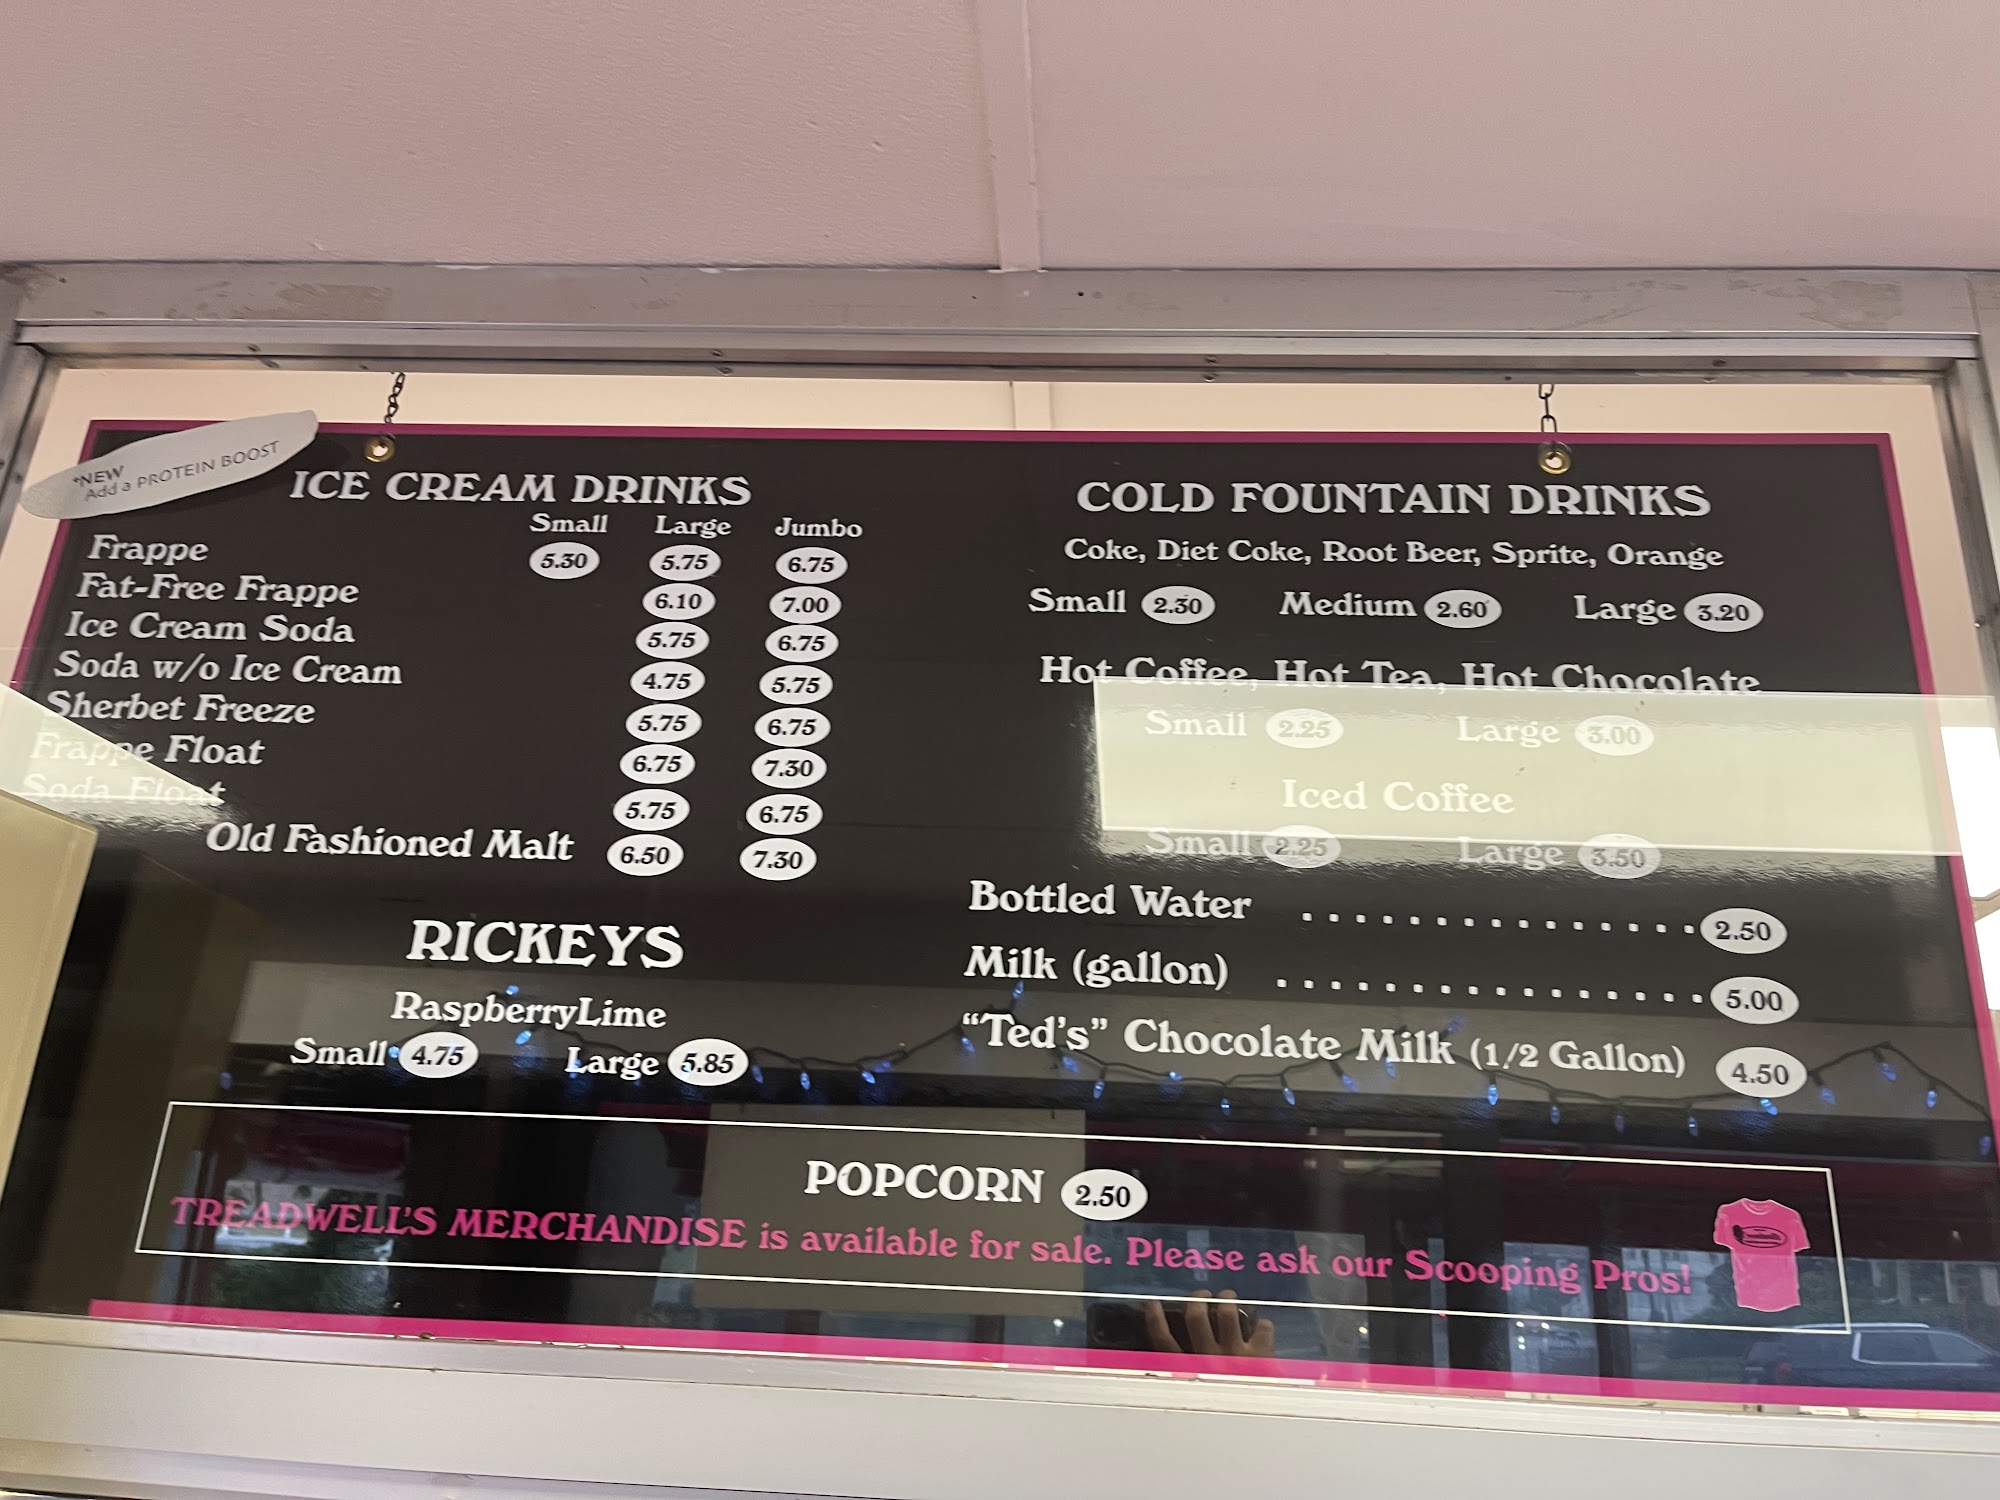 *NEW
Add a PROTEIN BOOST
ICE CREAM DRINKS
Small Large Jumbo
Frappe 5.30 5.75 6.75
Fat-Free Frappe 6.10 7.00
Ice Cream Soda 5.75 6.75
Soda w/o Ice Cream 4.75 5.75
Sherbet Freeze 5.75 6.75
Frappe Float 6.75 7.30
Soda Float 5.75 6.75
Old Fashioned Malt 6.50 7.30
RICKEYS
RaspberryLime
Small 4.75 Large 5.85
COLD FOUNTAIN DRINKS
Coke, Diet Coke, Root Beer, Sprite, Orange
Small 2.30 Medium 2.60 Large 3.20
Hot Coffee, Hot Tea, Hot Chocolate
Small 2.25 Large 3.00
Iced Coffee
Small 2.25 Large 3.50
Bottled Water ............... 2.50
Milk (gallon) ................. 5.00
"Ted's" Chocolate Milk (1/2 Gallon) 4.50
POPCORN 2.50
TREADWELL'S MERCHANDISE is available for sale. Please ask our Scooping Pros!